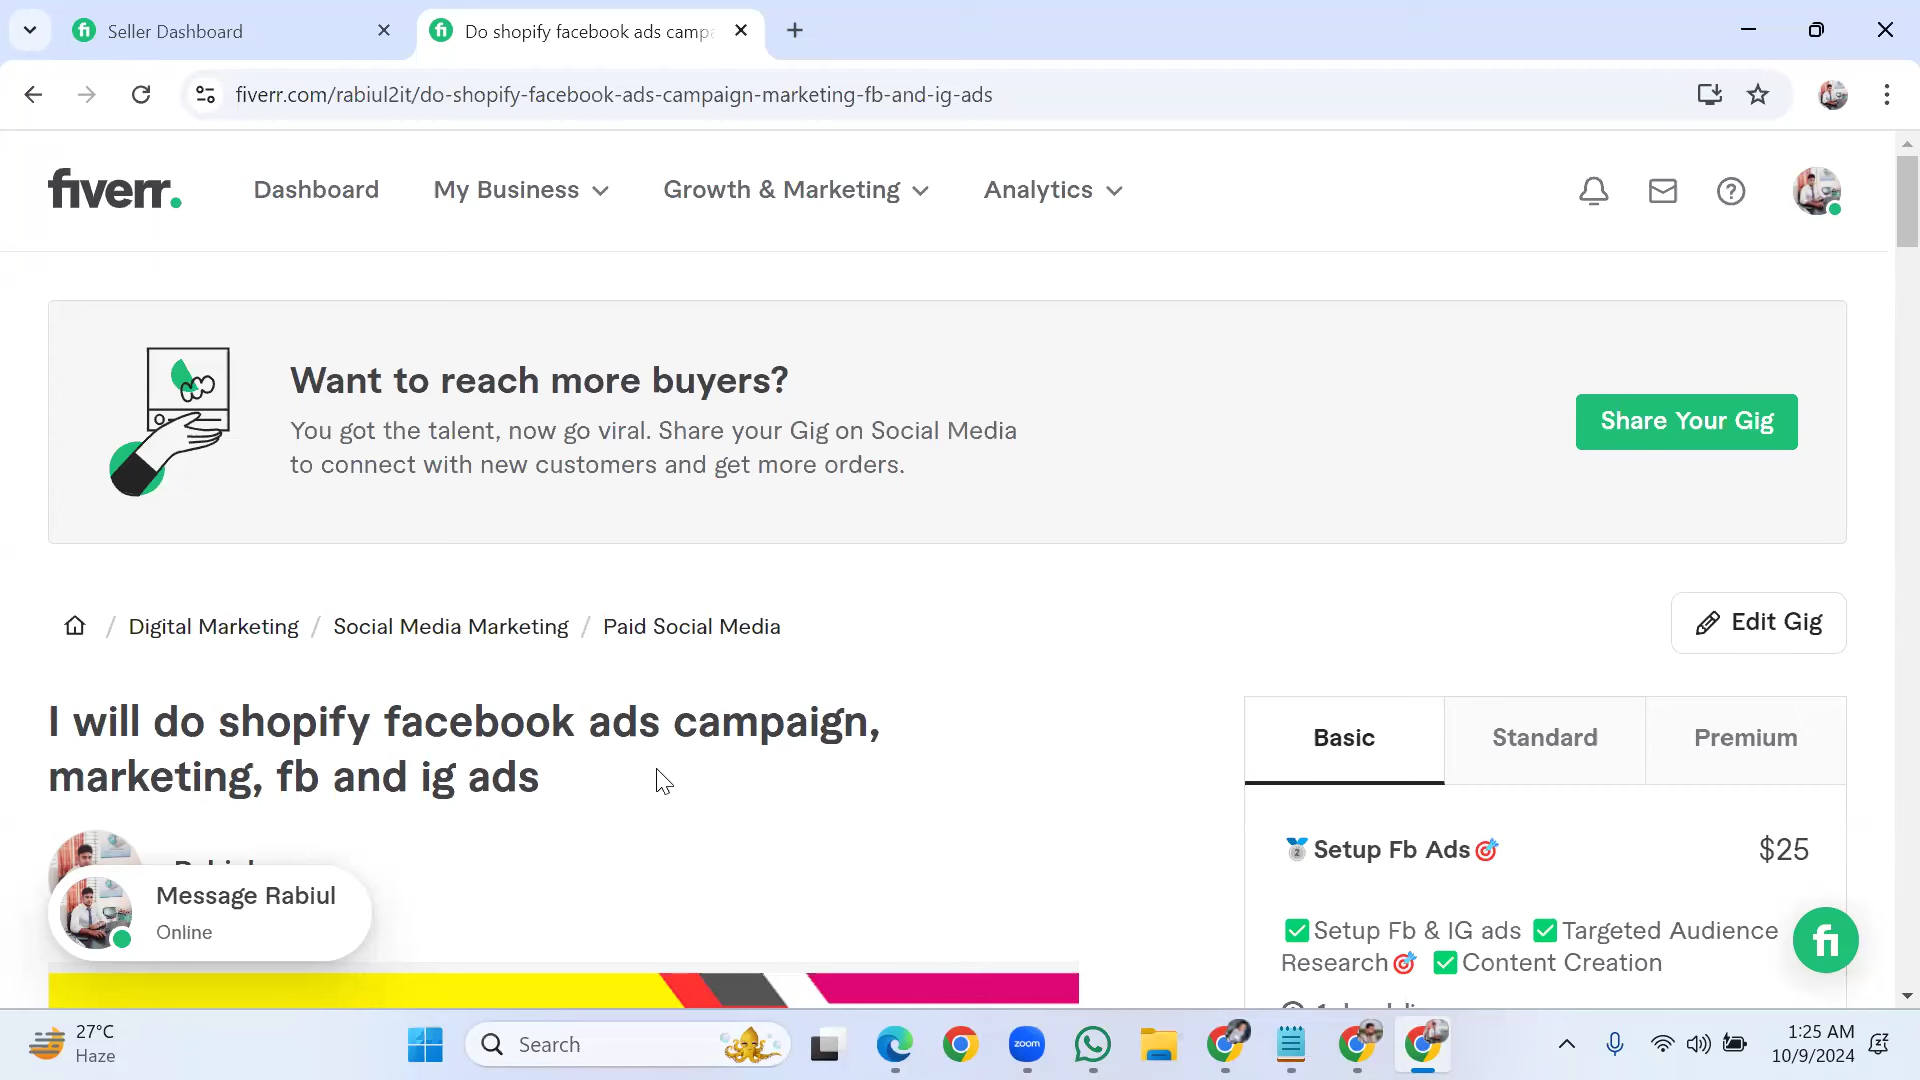 Seller Dashboard
Do shopify facebook ads camp
fiverr.com/rabiul2it/do-shopify-facebook-ads-campaign-marketing-fb-and-ig-ads
fiverr.
Dashboard
My Business
Growth & Marketing
Analytics
Want to reach more buyers?
You got the talent, now go viral. Share your Gig on Social Media
to connect with new customers and get more orders.
Share Your Gig
/ Digital Marketing / Social Media Marketing / Paid Social Media
Edit Gig
I will do shopify facebook ads campaign,
marketing, fb and ig ads
Message Rabiul
Online
Basic
Standard
Premium
🥈Setup Fb Ads🎯
$25
✅Setup Fb & IG ads ✅Targeted Audience
Research🎯 ✅Content Creation
fi
27°C
Haze
Search
zoom
1:25 AM
10/9/2024